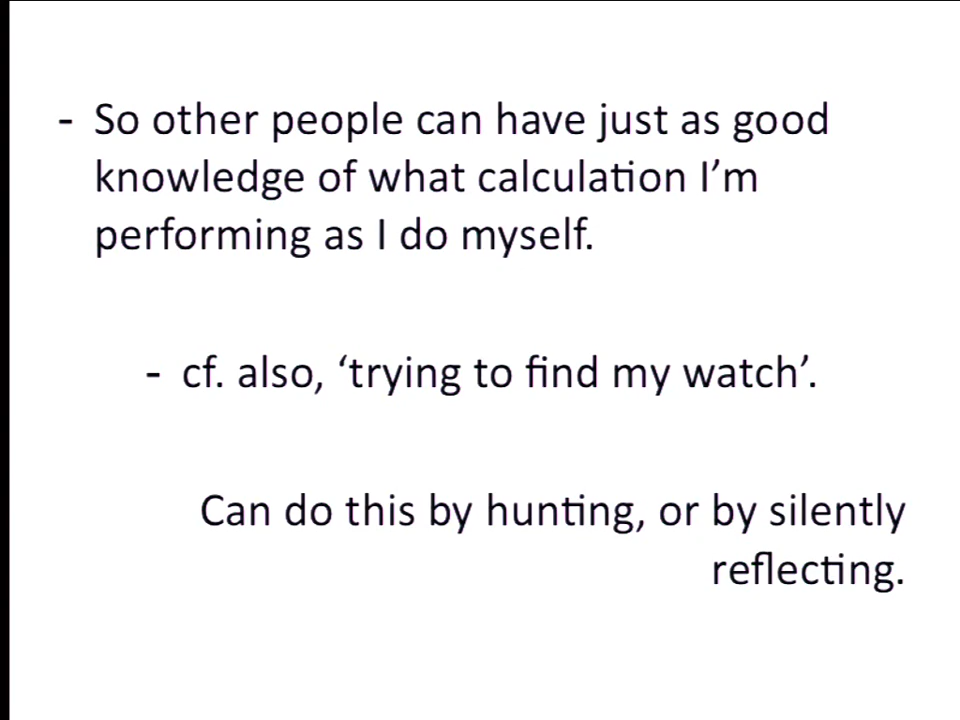 - So other people can have just as good
knowledge of what calculation I’m
performing as I do myself.
- cf. also, ‘trying to find my watch’.
Can do this by hunting, or by silently
reflecting.